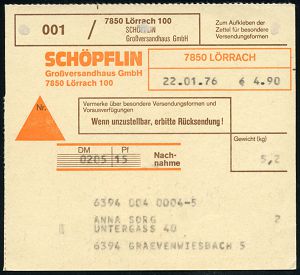 001 / 7850 Lörrach 100
SCHÖPFLIN
Großversandhaus GmbH
Zum Aufkleben der
Zettel für besondere
Versendungsformen
SCHÖPFLIN
Großversandhaus GmbH
7850 Lörrach 100
7850 LÖRRACH
22.01.76 € 4.90
Nr.
Vermerke über besondere Versendungsformen und
Vorausverfügungen
Wenn unzustellbar, erbitte Rücksendung!
Gewicht (kg)
5,2
DM Pf
0205 15
Nach-
nahme
6394 004 0004-5
ANNA SORG 2
UNTERGASS 40
6394 GRAEVENWIESBACH 5